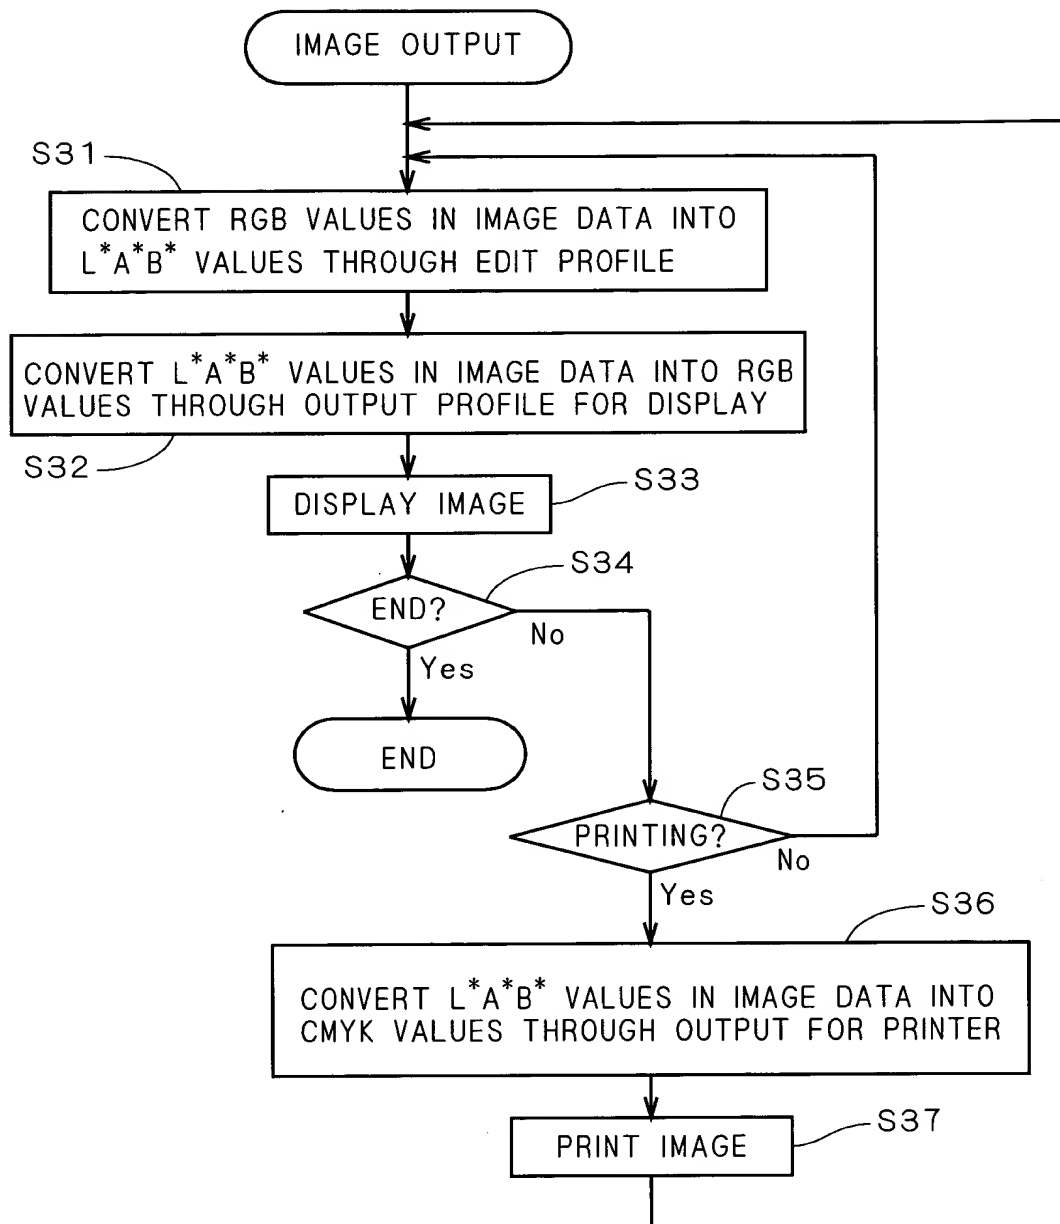 IMAGE OUTPUT
S31
CONVERT RGB VALUES IN IMAGE DATA INTO
L*A*B* VALUES THROUGH EDIT PROFILE
CONVERT L*A*B* VALUES IN IMAGE DATA INTO RGB
VALUES THROUGH OUTPUT PROFILE FOR DISPLAY
S32
S33
DISPLAY IMAGE
S34
END?
No
Yes
END
S35
PRINTING?
No
Yes
S36
CONVERT L*A*B* VALUES IN IMAGE DATA INTO
CMYK VALUES THROUGH OUTPUT FOR PRINTER
S37
PRINT IMAGE